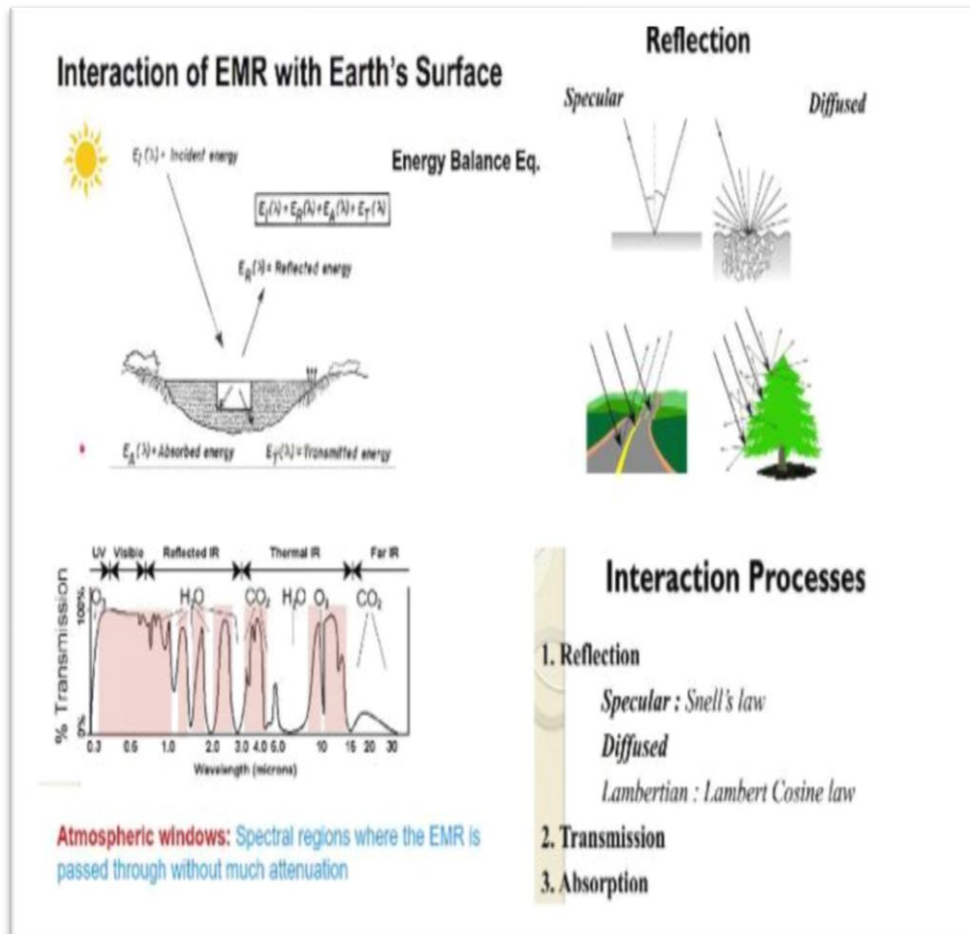 Interaction of EMR with Earth's Surface
E_I(λ) = Incident energy
Energy Balance Eq.
E_I(λ) = E_R(λ) + E_A(λ) + E_T(λ)
E_R(λ) = Reflected energy
E_A(λ) = Absorbed energy
E_T(λ) = Transmitted energy
Reflection
Specular
Diffused
UV Visible Reflected IR Thermal IR Far IR
O₃ H₂O CO₂ H₂O O₃ CO₂
% Transmission
100%
0%
0.3 0.6 1.0 2.0 3.0 4.0 5.0 10 15 20 30
Wavelength (microns)
Atmospheric windows: Spectral regions where the EMR is
passed through without much attenuation
Interaction Processes
1. Reflection
Specular : Snell's law
Diffused
Lambertian : Lambert Cosine law
2. Transmission
3. Absorption